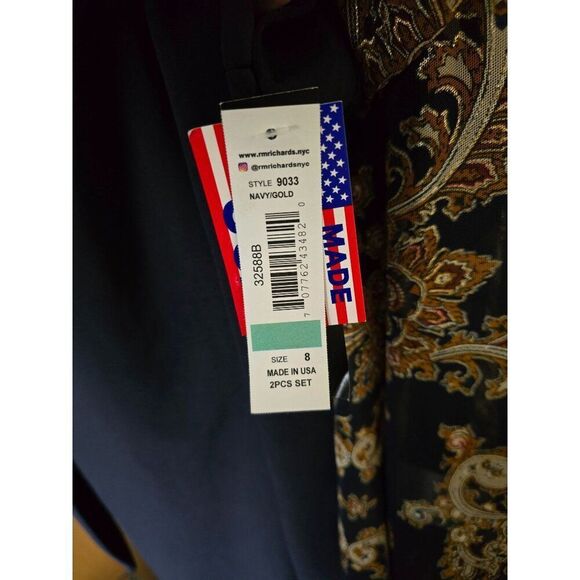 www.rmrichards.nyc
@rmrichardsnyc
STYLE 9033
NAVY/GOLD
32588B
7 07762 43482 0
SIZE 8
MADE IN USA
2PCS SET
MADE